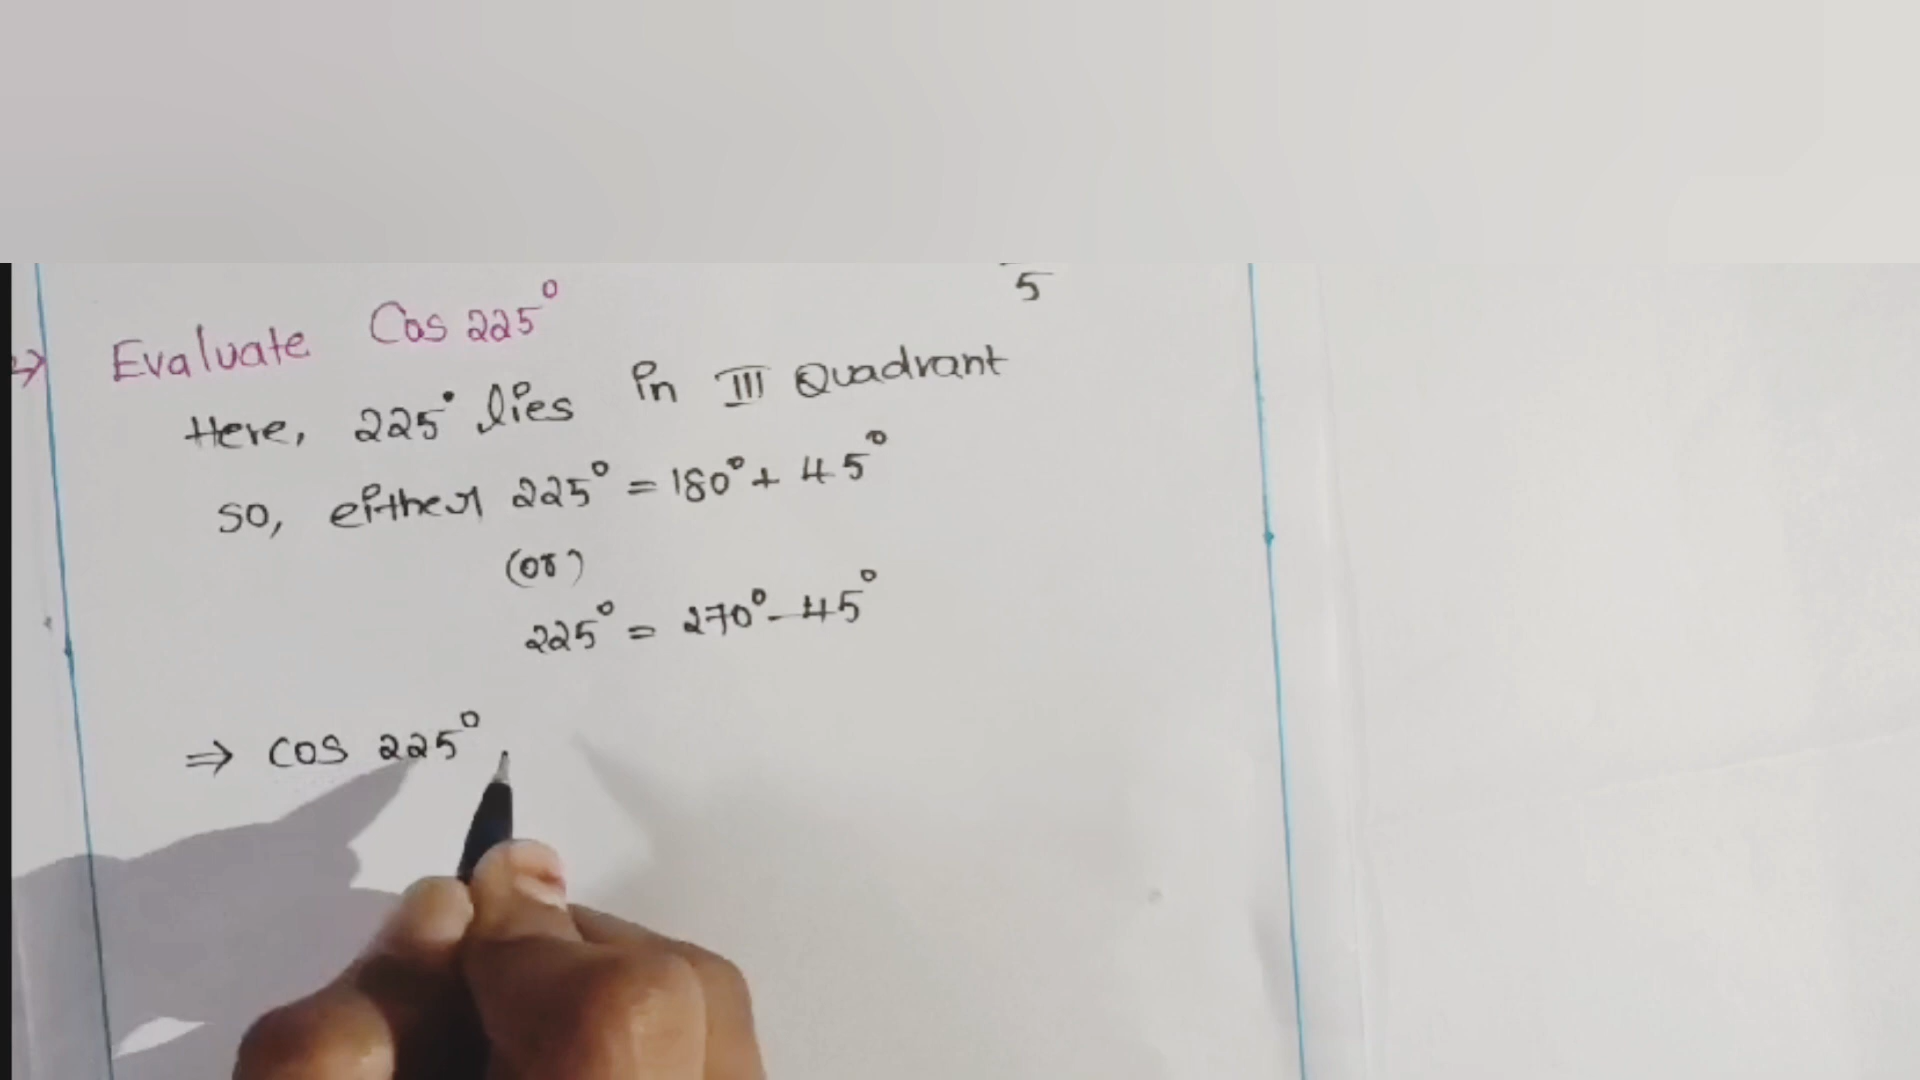 5
→ Evaluate Cos 225°
Here, 225° lies in III Quadrant
so, either 225° = 180° + 45°
(or)
225° = 270° - 45°
⇒ cos 225°